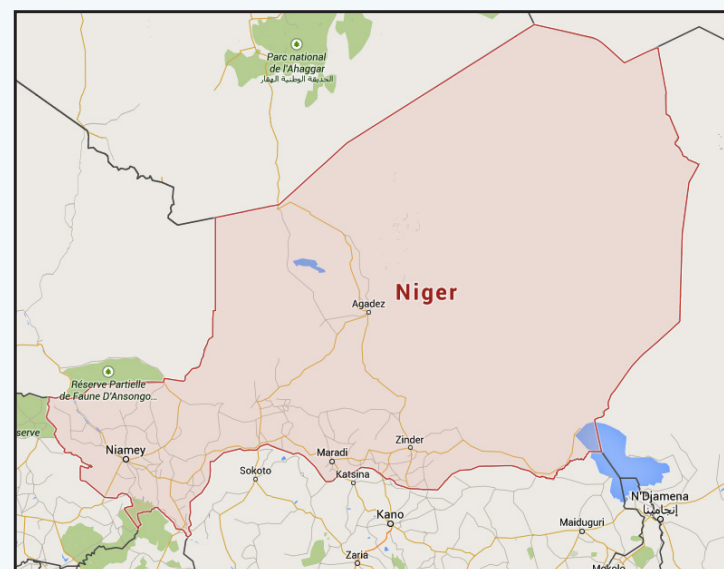 Parc national
de l'Ahaggar
الحديقة الوطنية الهقار
Niger
Agadez
Réserve Partielle
de Faune D'Ansongo...
serve
Niamey
Zinder
Maradi
Sokoto
Katsina
N'Djamena
إنجامينا
Kano
Maiduguri
Zaria